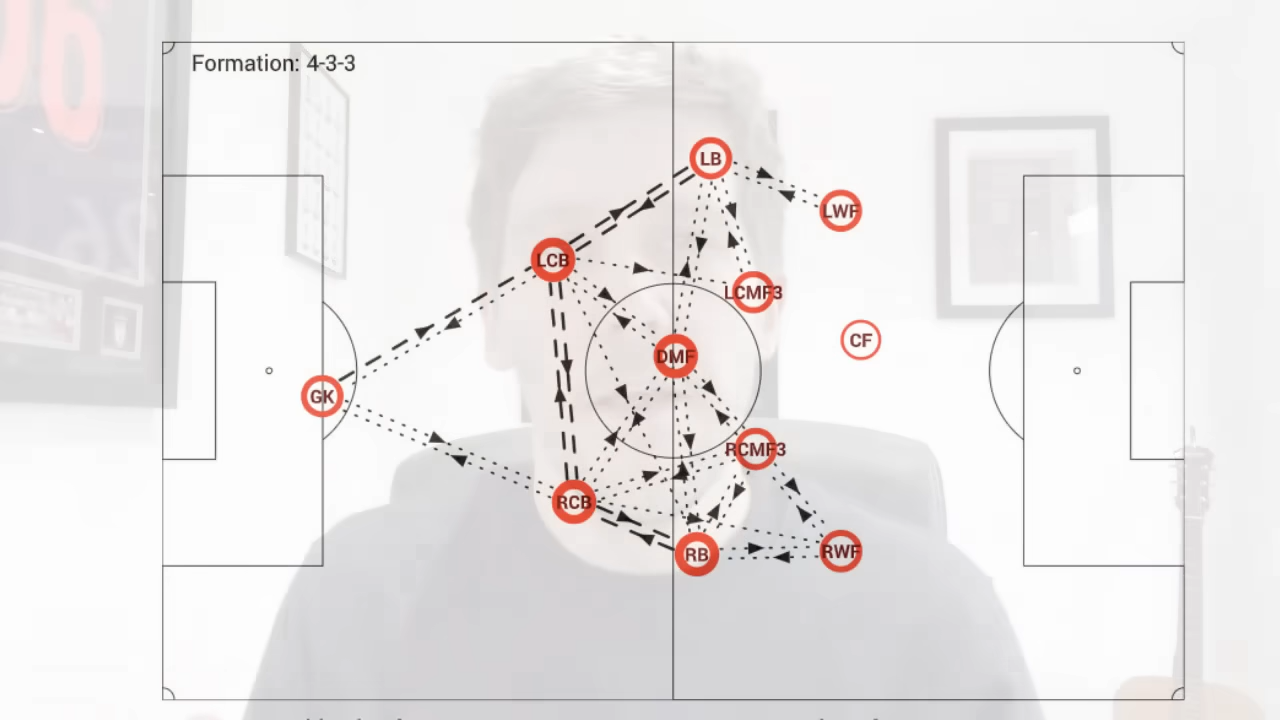 Formation: 4-3-3
LB
LWF
LCB
LCMF3
CF
DMF
GK
RCMF3
RCB
RWF
RB